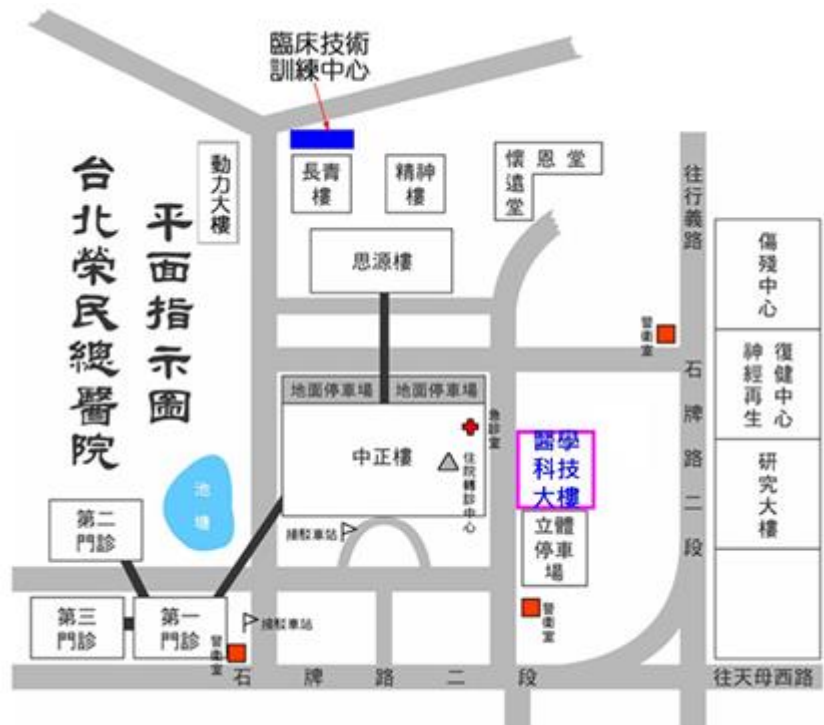 臨床技術
訓練中心
台北榮民總醫院
平面指示圖
動力大樓
長青
樓
精神
樓
懷恩堂
懷遠堂
往行義路
思源樓
傷殘中心
警衛室
復健中心
神經再生
石牌路二段
地面停車場
地面停車場
急診室
中正樓
住院轉診中心
醫學
科技
大樓
研究大樓
池塘
第二
門診
接駁車站
立體
停車
場
第三
門診
第一
門診
接駁車站
警衛室
警衛室
石牌路二段
往天母西路